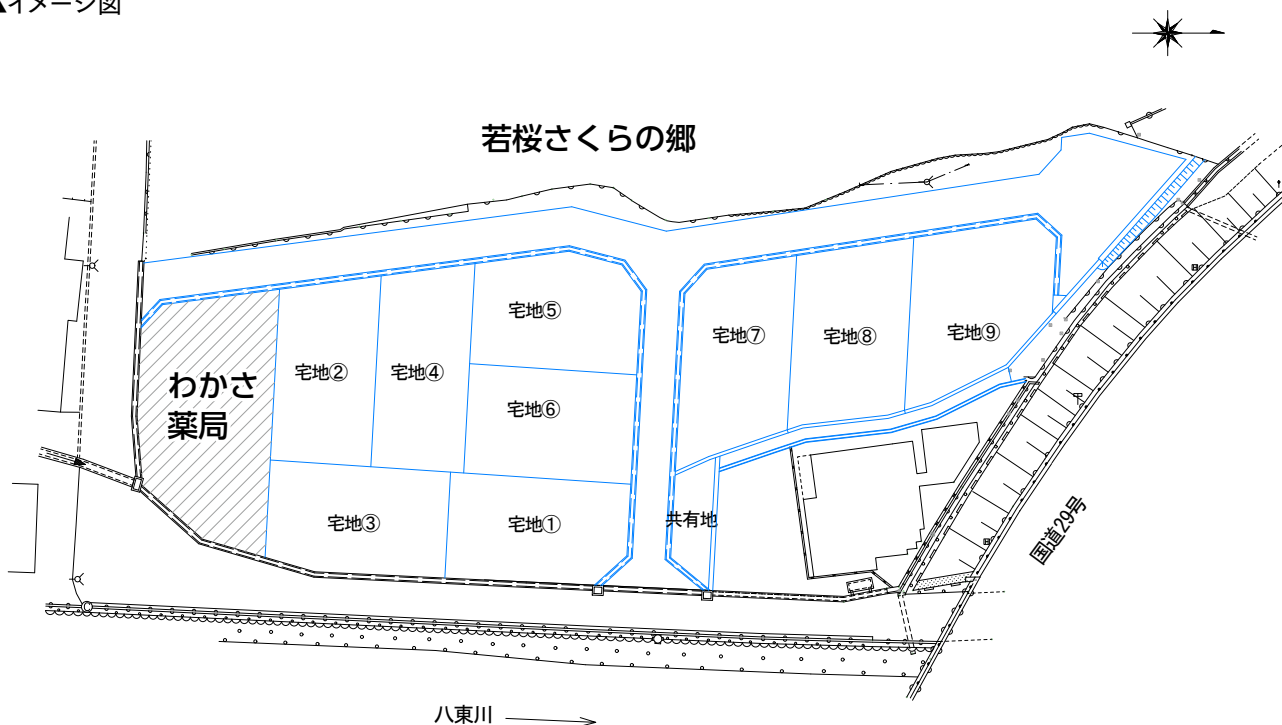 イメージ図
若桜さくらの郷
宅地⑤
宅地⑦
宅地⑧
宅地⑨
宅地②
宅地④
わかさ
薬局
宅地⑥
宅地③
宅地①
共有地
国道29号
八東川